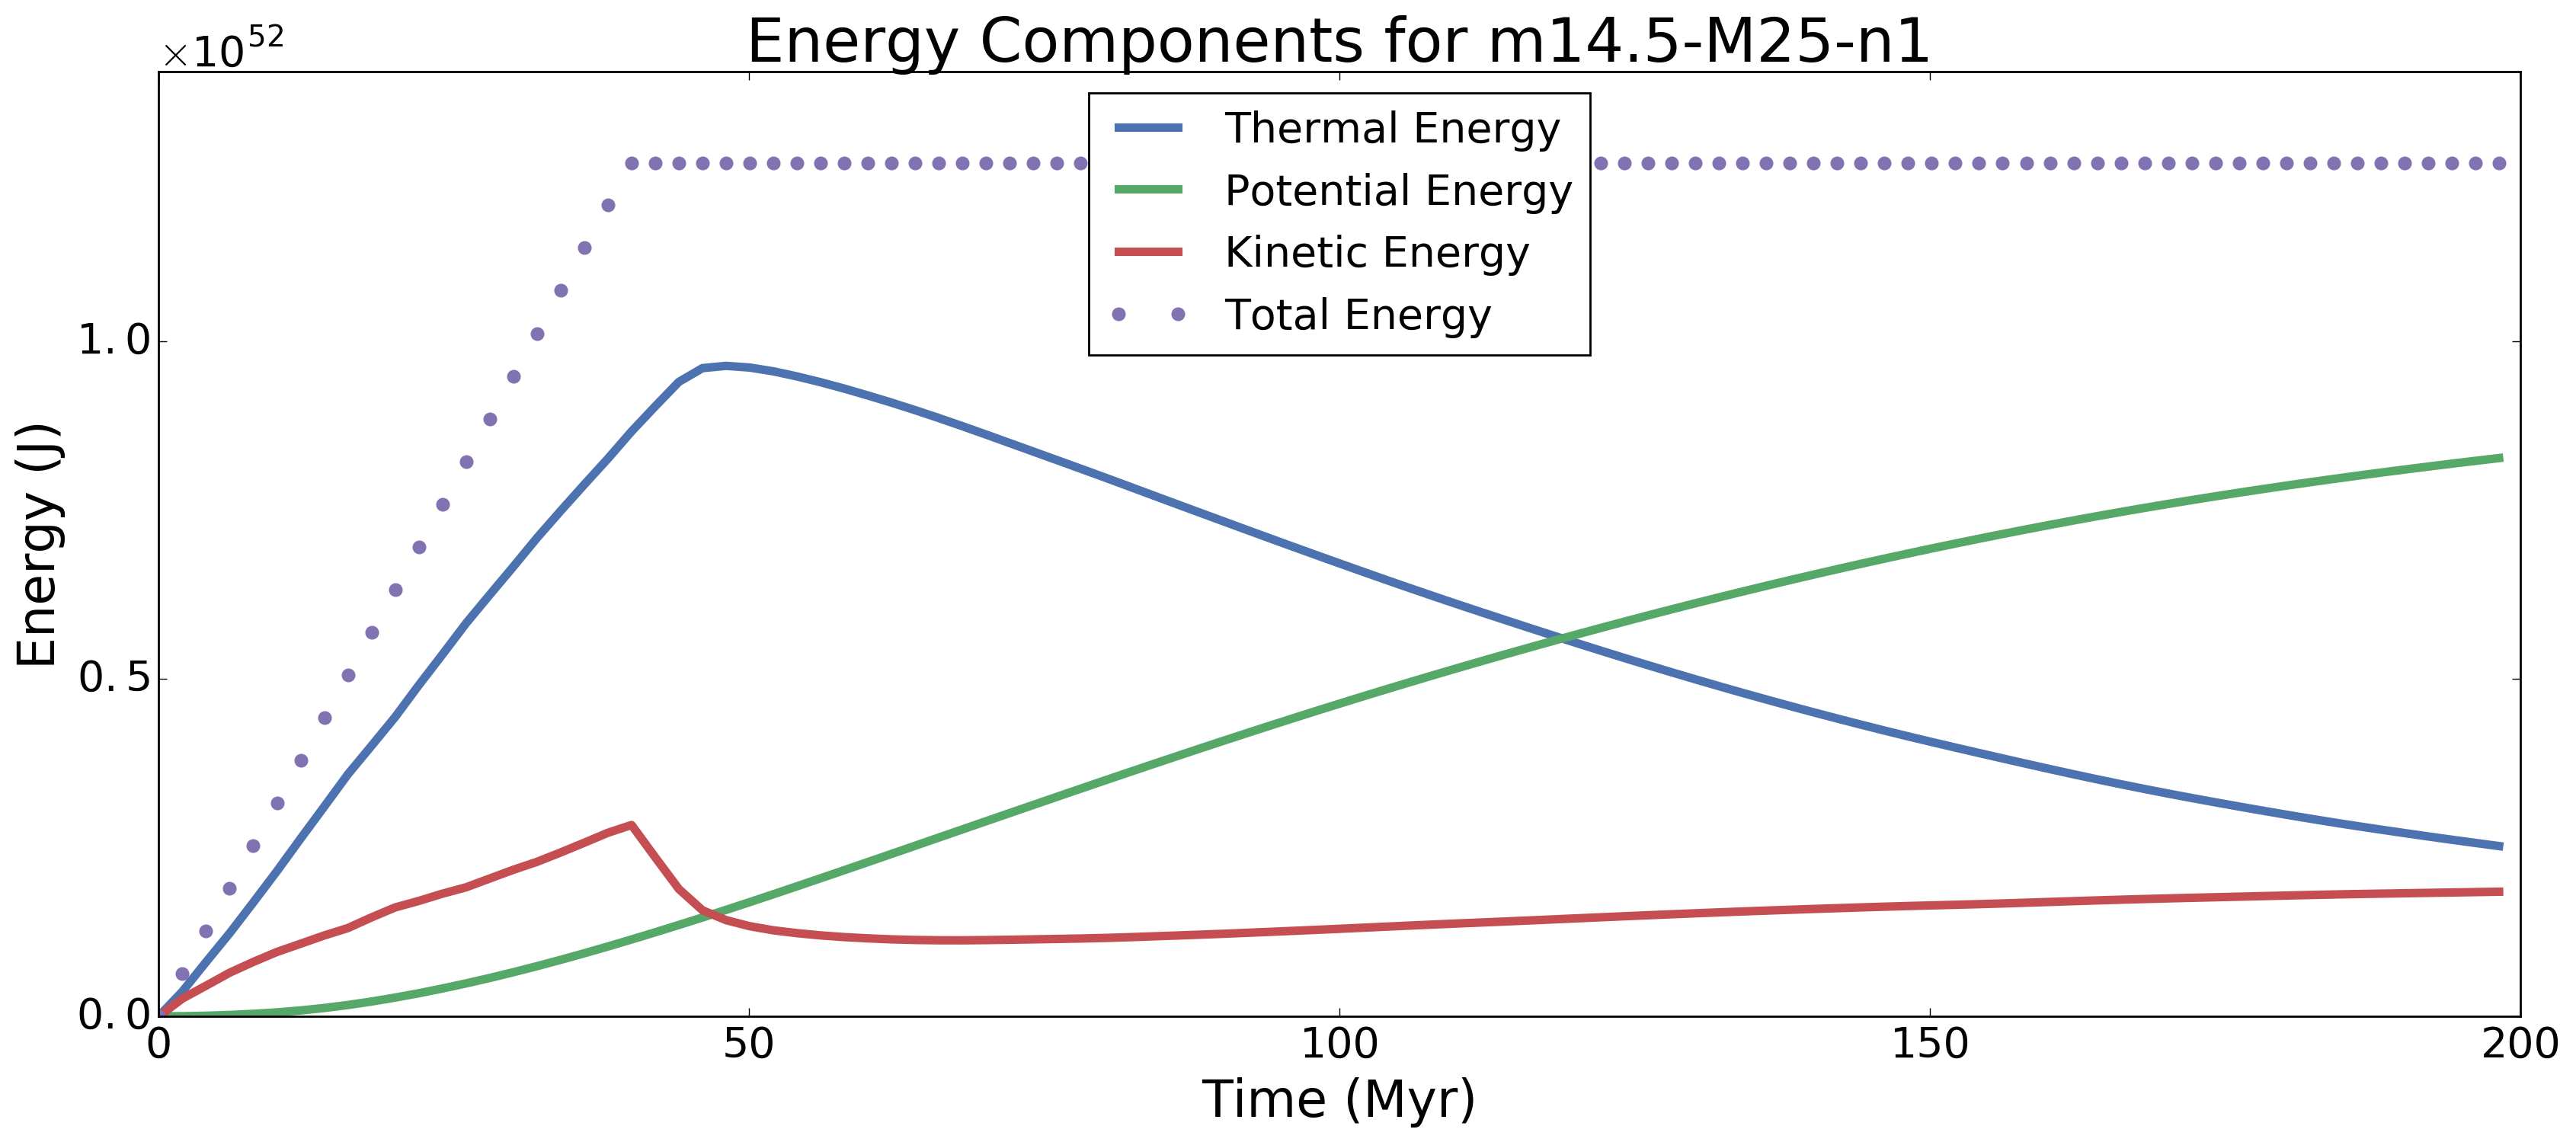 Energy Components for m14.5-M25-n1
×10^52
Thermal Energy
Potential Energy
Kinetic Energy
Total Energy
1.0
0.5
0.0
Energy (J)
0 50 100 150 200
Time (Myr)